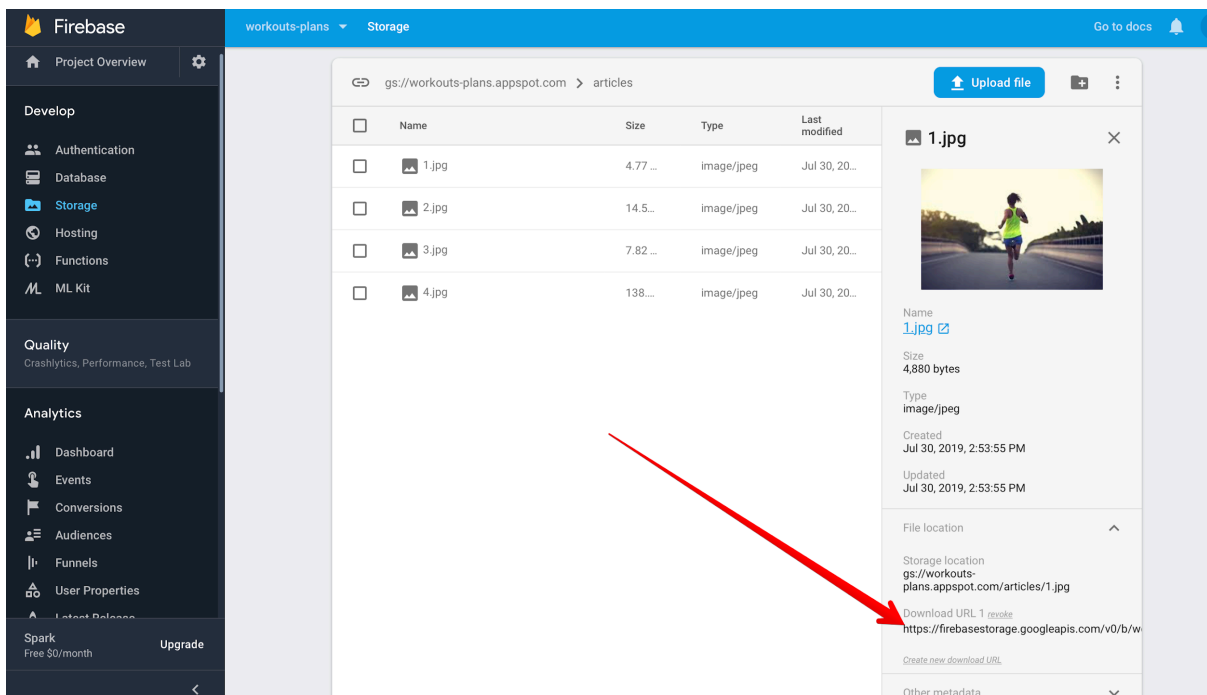 Firebase
workouts-plans Storage Go to docs
Project Overview
Develop
Authentication
Database
Storage
Hosting
Functions
ML Kit
Quality
Crashlytics, Performance, Test Lab
Analytics
Dashboard
Events
Conversions
Audiences
Funnels
User Properties
Latest Release
Spark
Free $0/month
Upgrade
gs://workouts-plans.appspot.com > articles
Upload file
Name Size Type Last modified
1.jpg 4.77 ... image/jpeg Jul 30, 20...
2.jpg 14.5... image/jpeg Jul 30, 20...
3.jpg 7.82 ... image/jpeg Jul 30, 20...
4.jpg 138.... image/jpeg Jul 30, 20...
1.jpg
Name
1.jpg
Size
4,880 bytes
Type
image/jpeg
Created
Jul 30, 2019, 2:53:55 PM
Updated
Jul 30, 2019, 2:53:55 PM
File location
Storage location
gs://workouts-
plans.appspot.com/articles/1.jpg
Download URL 1 revoke
https://firebasestorage.googleapis.com/v0/b/w
Create new download URL
Other metadata